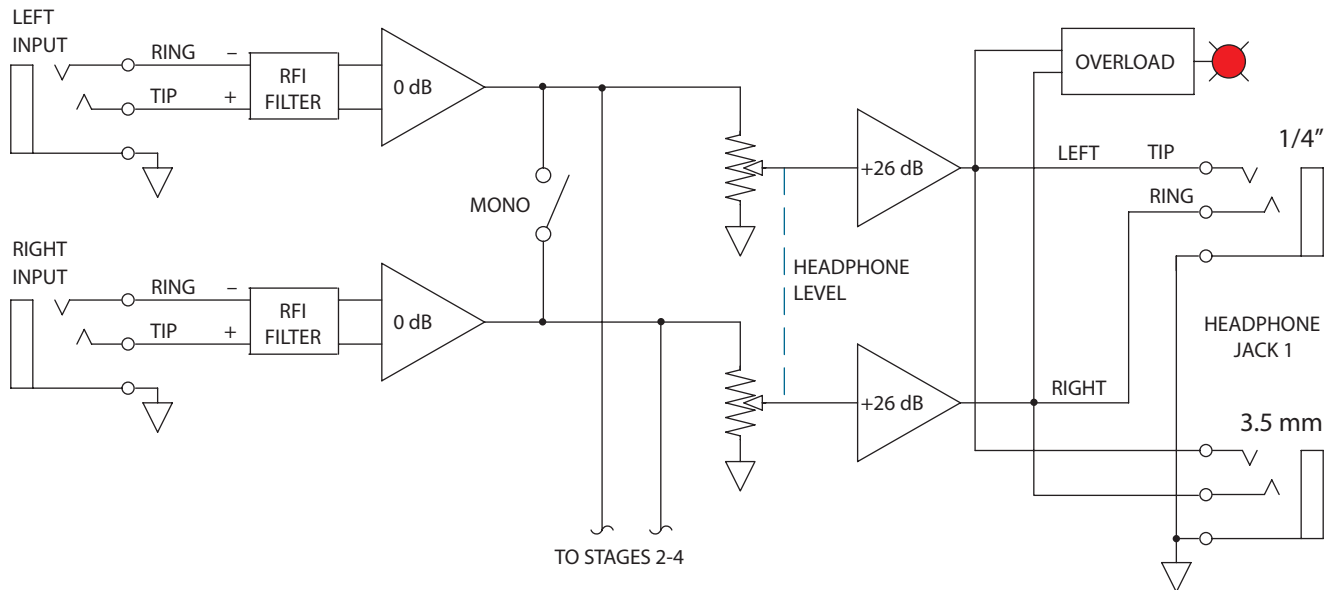 LEFT
INPUT
RING
−
TIP
+
RFI
FILTER
0 dB
OVERLOAD
+26 dB
LEFT
TIP
1/4”
RING
MONO
HEADPHONE
LEVEL
RIGHT
INPUT
RING
−
TIP
+
RFI
FILTER
0 dB
HEADPHONE
JACK 1
+26 dB
RIGHT
3.5 mm
TO STAGES 2-4